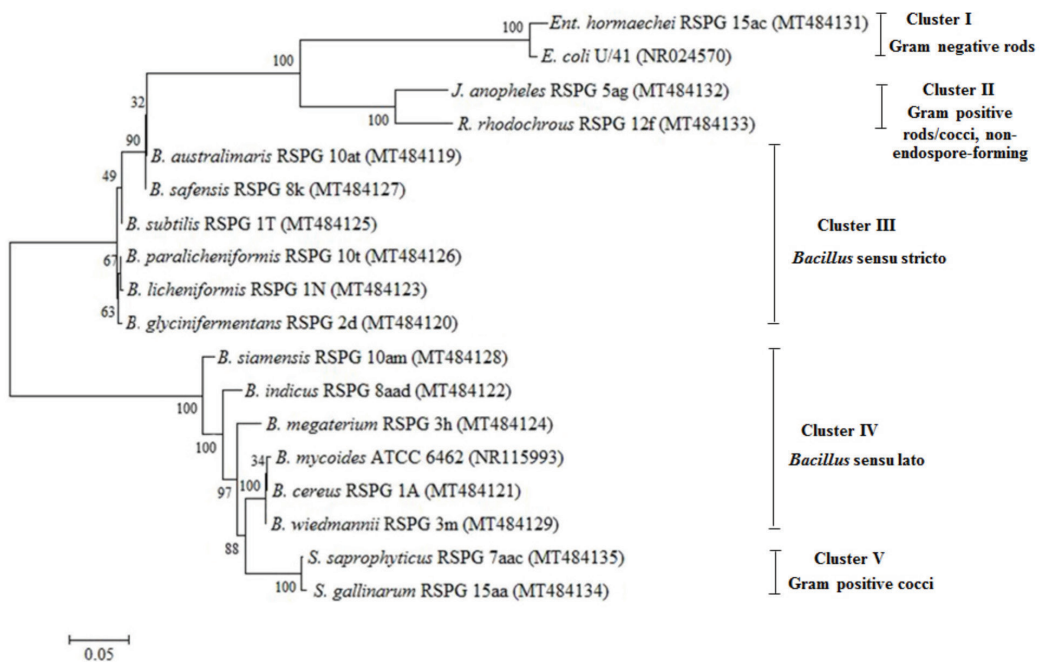 Ent. hormaechei RSPG 15ac (MT484131)
E. coli U/41 (NR024570)
J. anopheles RSPG 5ag (MT484132)
R. rhodochrous RSPG 12f (MT484133)
B. australimaris RSPG 10at (MT484119)
B. safensis RSPG 8k (MT484127)
B. subtilis RSPG 1T (MT484125)
B. paralicheniformis RSPG 10t (MT484126)
B. licheniformis RSPG 1N (MT484123)
B. glycinifermentans RSPG 2d (MT484120)
B. siamensis RSPG 10am (MT484128)
B. indicus RSPG 8aad (MT484122)
B. megaterium RSPG 3h (MT484124)
B. mycoides ATCC 6462 (NR115993)
B. cereus RSPG 1A (MT484121)
B. wiedmannii RSPG 3m (MT484129)
S. saprophyticus RSPG 7aac (MT484135)
S. gallinarum RSPG 15aa (MT484134)
100
100
100
32
90
49
67
63
100
100
97
34
100
88
100
0.05
Cluster I
Gram negative rods
Cluster II
Gram positive
rods/cocci, non-
endospore-forming
Cluster III
Bacillus sensu stricto
Cluster IV
Bacillus sensu lato
Cluster V
Gram positive cocci